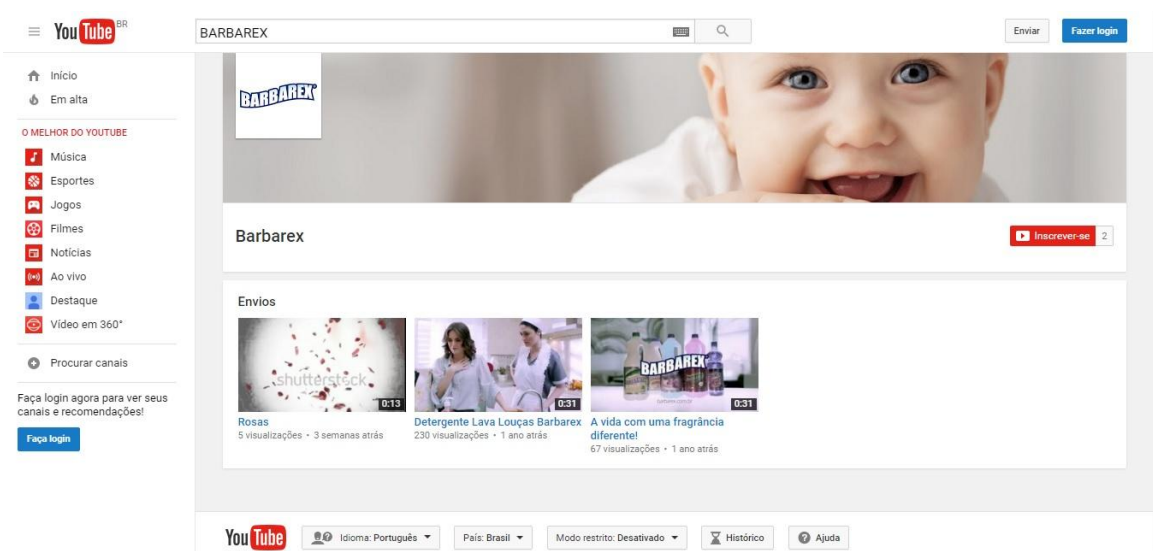 YouTube BR
BARBAREX
Enviar
Fazer login
Início
Em alta
O MELHOR DO YOUTUBE
Música
Esportes
Jogos
Filmes
Notícias
Ao vivo
Destaque
Vídeo em 360°
Procurar canais
Faça login agora para ver seus
canais e recomendações!
Faça login
BARBAREX
Barbarex
Inscrever-se 2
Envios
shutterstock
0:13
Rosas
5 visualizações • 3 semanas atrás
0:31
Detergente Lava Louças Barbarex
230 visualizações • 1 ano atrás
BARBAREX
0:31
A vida com uma fragrância
diferente!
67 visualizações • 1 ano atrás
YouTube
Idioma: Português
País: Brasil
Modo restrito: Desativado
Histórico
Ajuda